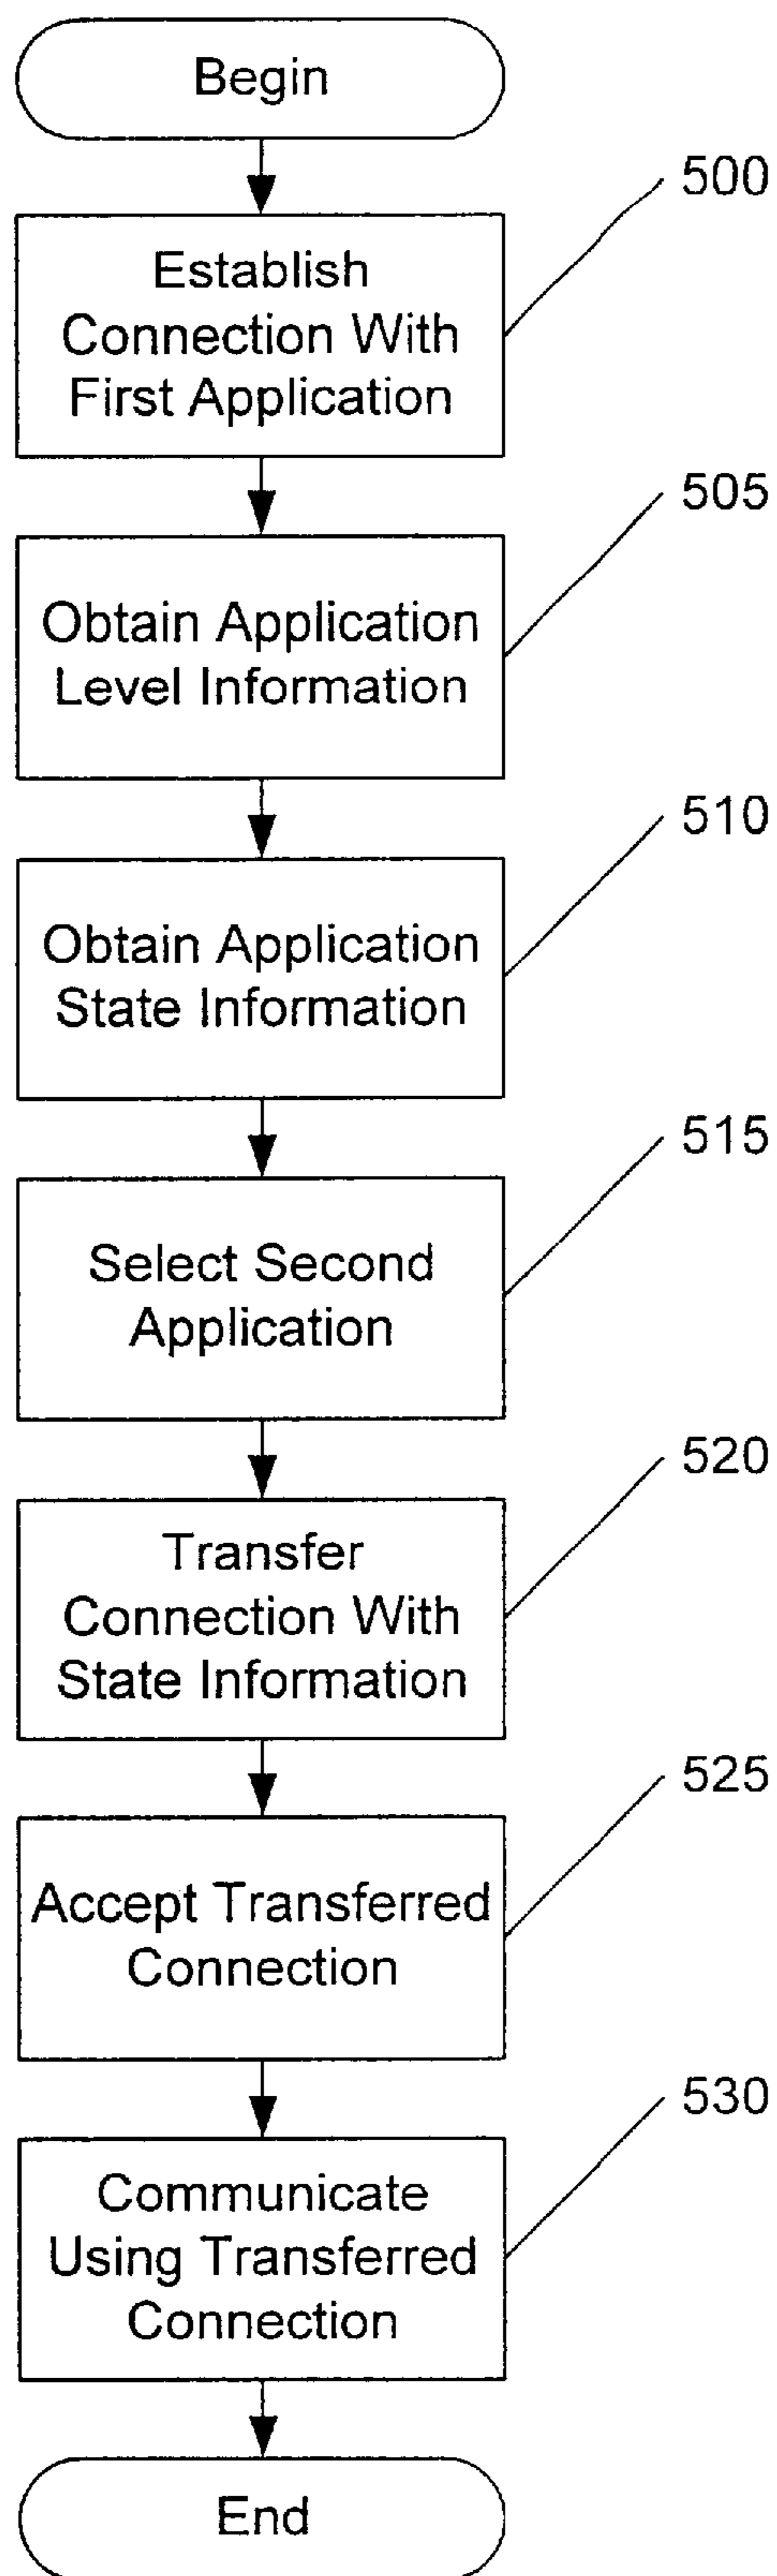 Begin
500
Establish
Connection With
First Application
505
Obtain Application
Level Information
510
Obtain Application
State Information
515
Select Second
Application
520
Transfer
Connection With
State Information
525
Accept Transferred
Connection
530
Communicate
Using Transferred
Connection
End